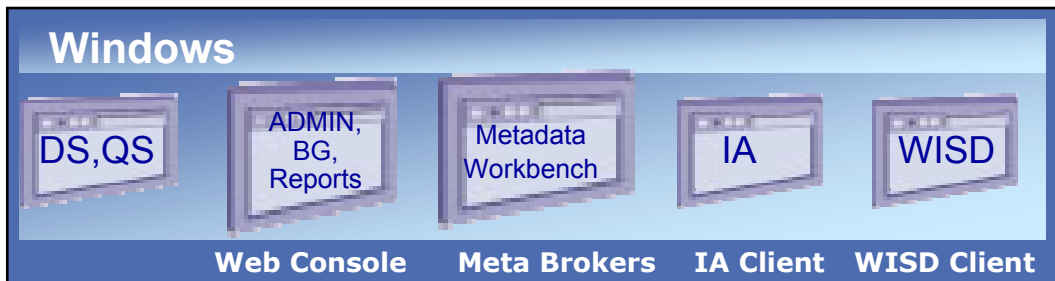 Windows
DS,QS
ADMIN,
BG,
Reports
Metadata
Workbench
IA
WISD
Web Console
Meta Brokers
IA Client
WISD Client